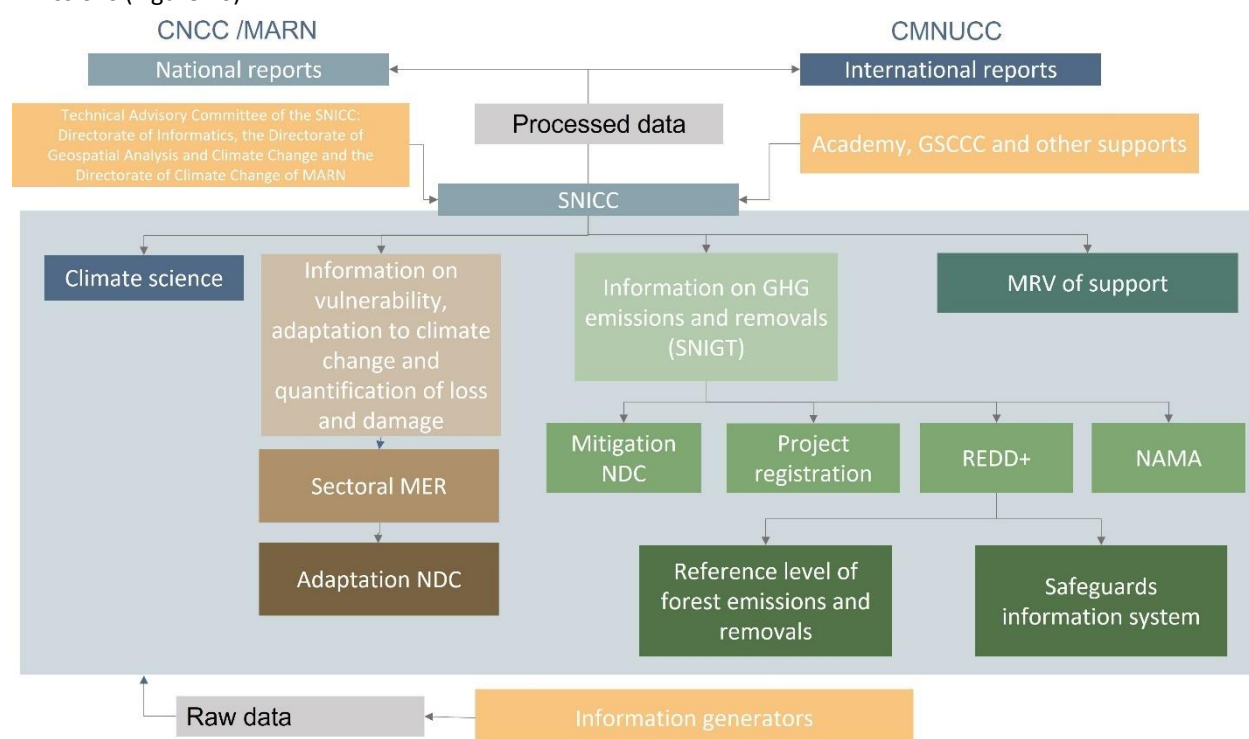 CNCC /MARN
CMNUCC
National reports
International reports
Technical Advisory Committee of the SNICC:
Directorate of Informatics, the Directorate of
Geospatial Analysis and Climate Change and the
Directorate of Climate Change of MARN
Processed data
Academy, GSCCC and other supports
SNICC
Climate science
Information on
vulnerability,
adaptation to climate
change and
quantification of loss
and damage
Information on GHG
emissions and removals
(SNIGT)
MRV of support
Mitigation
NDC
Project
registration
REDD+
NAMA
Sectoral MER
Adaptation NDC
Reference level of
forest emissions and
removals
Safeguards
information system
Raw data
Information generators